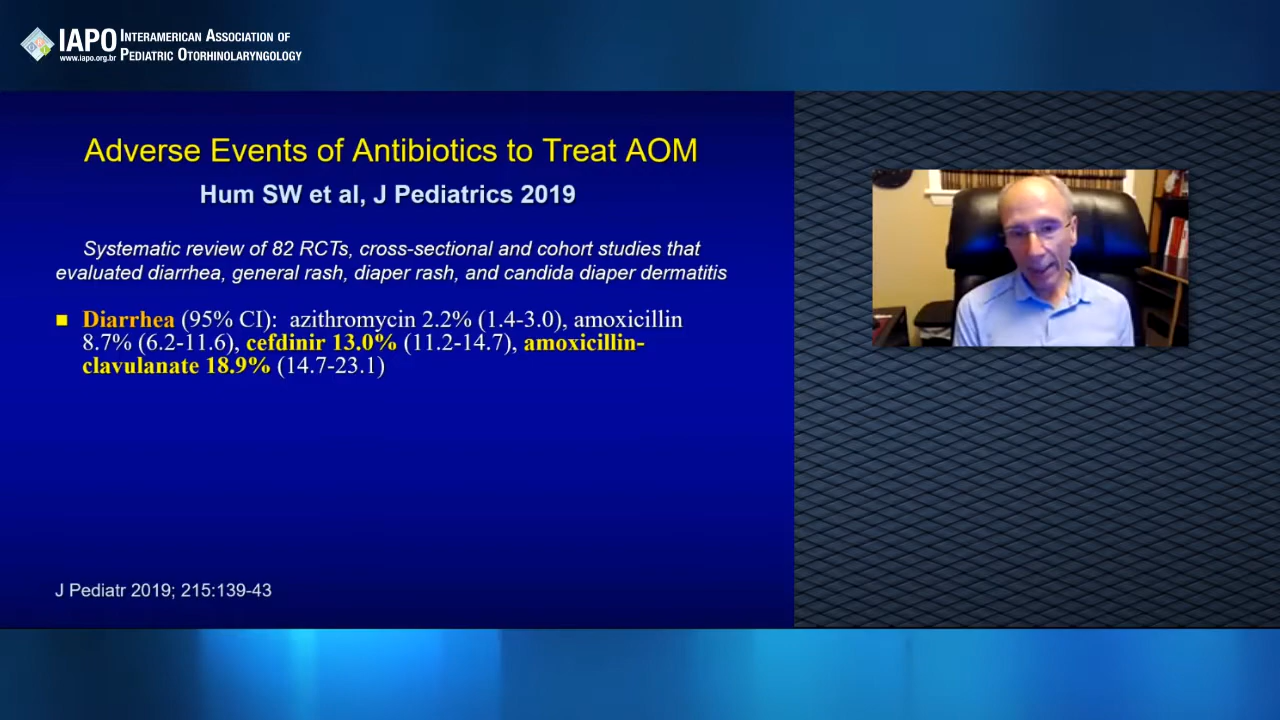 IAPO
INTERAMERICAN ASSOCIATION OF
PEDIATRIC OTORHINOLARYNGOLOGY
www.iapo.org.br
Adverse Events of Antibiotics to Treat AOM
Hum SW et al, J Pediatrics 2019
Systematic review of 82 RCTs, cross-sectional and cohort studies that
evaluated diarrhea, general rash, diaper rash, and candida diaper dermatitis
Diarrhea (95% CI): azithromycin 2.2% (1.4-3.0), amoxicillin
8.7% (6.2-11.6), cefdinir 13.0% (11.2-14.7), amoxicillin-
clavulanate 18.9% (14.7-23.1)
J Pediatr 2019; 215:139-43